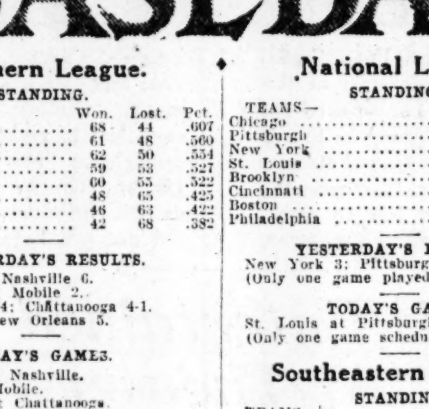 BASEBA
hern League.
STANDING.
Won. Lost. Pct.
68 44 .607
61 48 .560
62 50 .554
59 53 .527
60 55 .522
48 65 .425
46 63 .422
42 68 .382
RDAY'S RESULTS.
Nashville 6.
Mobile 2.
4; Chattanooga 4-1.
ew Orleans 5.
AY'S GAMES.
Nashville.
Mobile.
Chattanooga.
National L
STANDING
TEAMS—
Chicago
Pittsburgh
New York
St. Louis
Brooklyn
Cincinnati
Boston
Philadelphia
YESTERDAY'S
New York 3; Pittsburg
(Only one game played
TODAY'S GA
St. Louis at Pittsburg
(Only one game schedu
Southeastern
STANDIN